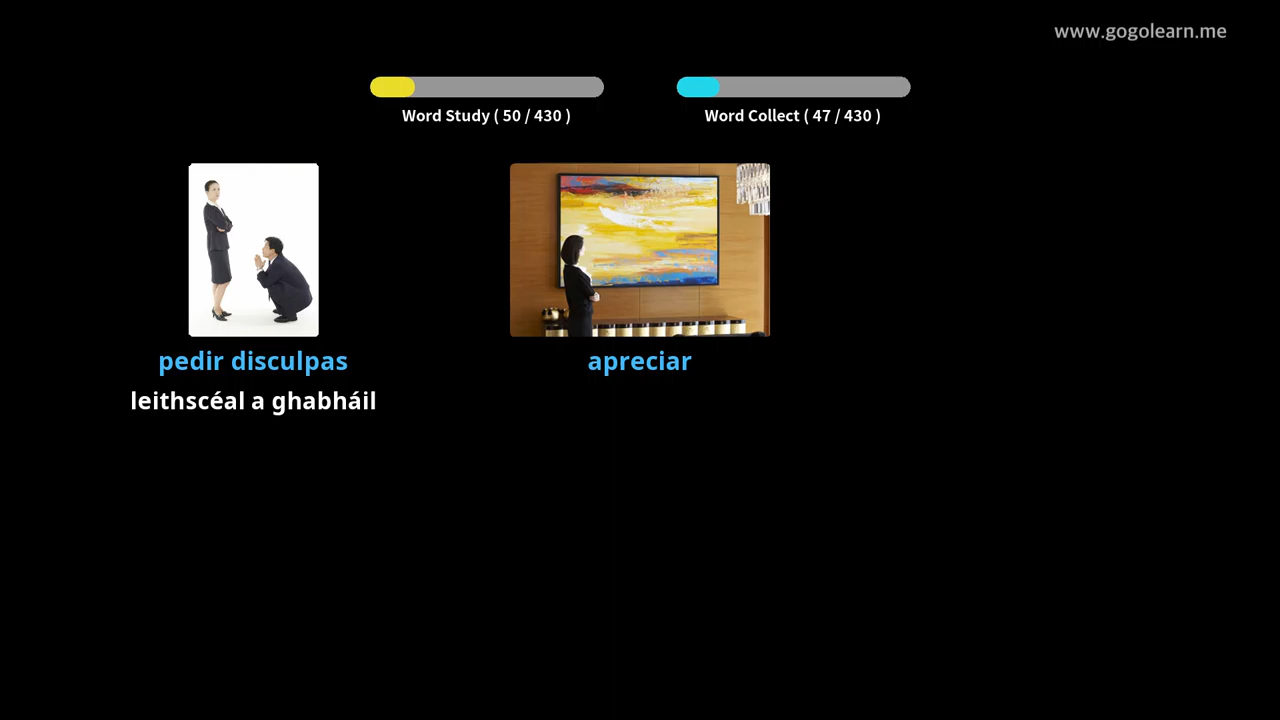 www.gogolearn.me
Word Study ( 50 / 430 )
Word Collect ( 47 / 430 )
pedir disculpas
apreciar
leithscéal a ghabháil